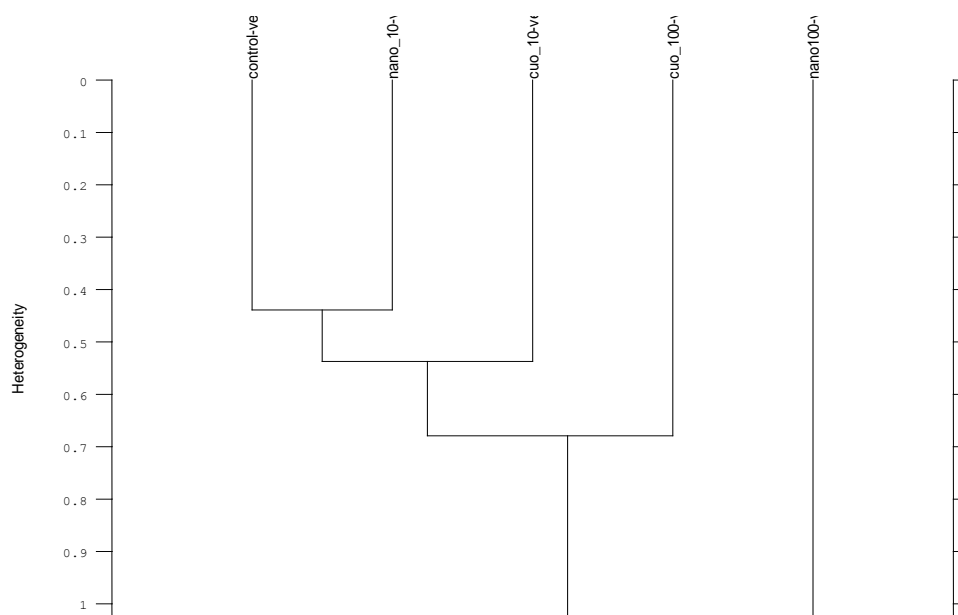 control-ve
nano_10-v
cuo_10-ve
cuo_100-v
nano100-v
0
0.1
0.2
0.3
0.4
0.5
0.6
0.7
0.8
0.9
1
Heterogeneity